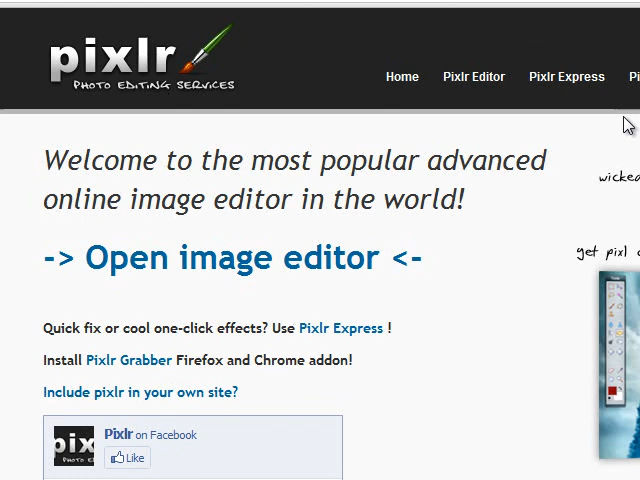 pixlr
PHOTO EDITING SERVICES
Home Pixlr Editor Pixlr Express
Welcome to the most popular advanced
online image editor in the world!
wicked
-> Open image editor <-
get pixl
Quick fix or cool one-click effects? Use Pixlr Express !
Install Pixlr Grabber Firefox and Chrome addon!
Include pixlr in your own site?
Pixlr on Facebook
Like